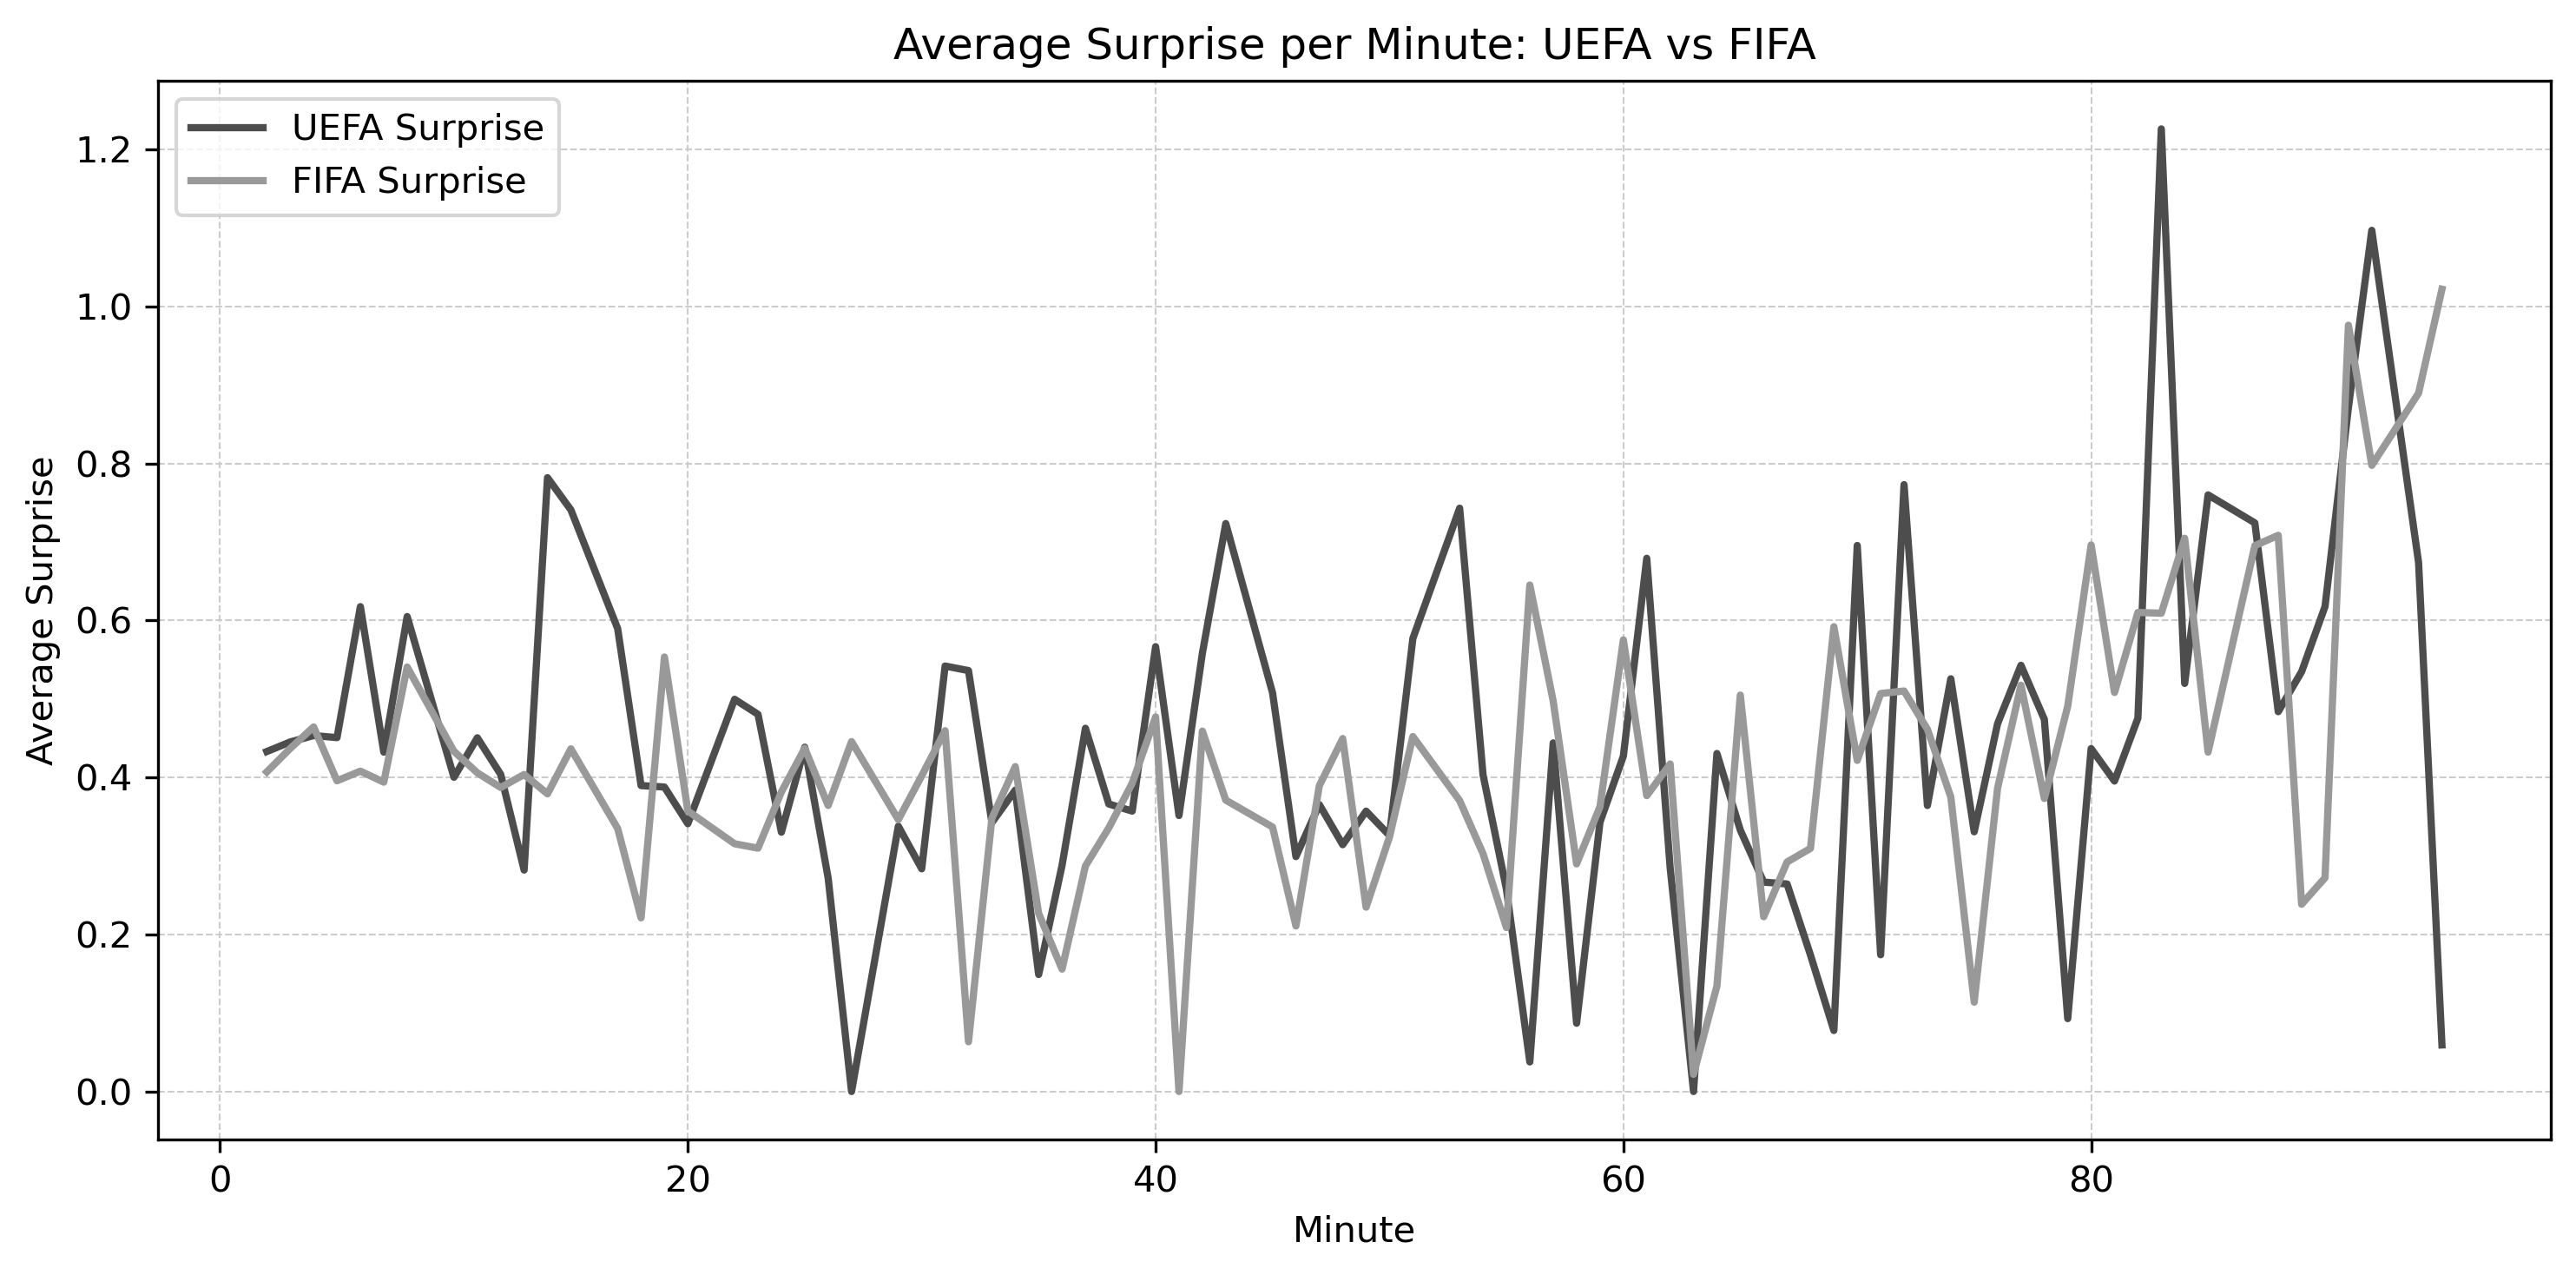 Average Surprise per Minute: UEFA vs FIFA
UEFA Surprise
FIFA Surprise
Average Surprise
1.2
1.0
0.8
0.6
0.4
0.2
0.0
0 20 40 60 80
Minute